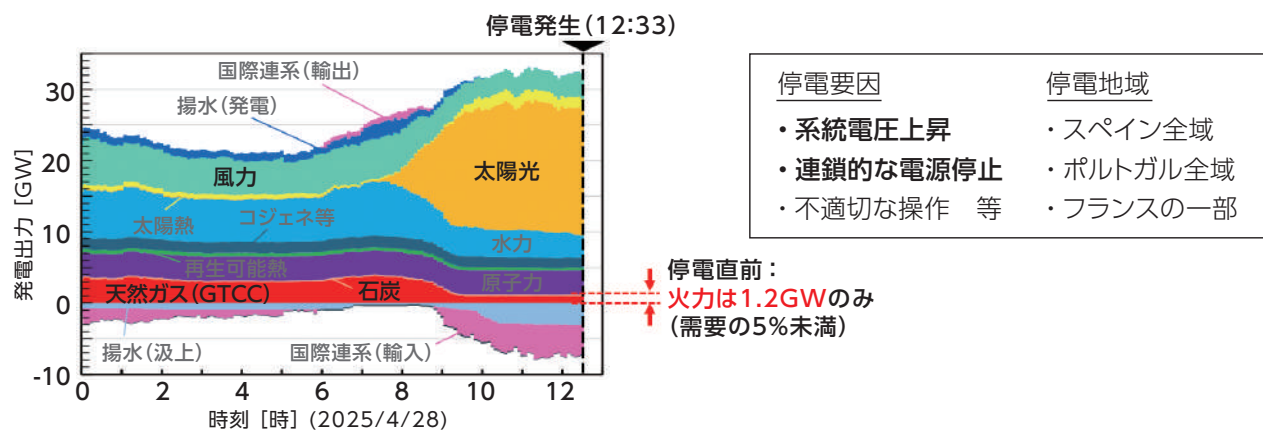 停電発生(12:33)
国際連系(輸出)
揚水(発電)
風力
太陽光
太陽熱
コジェネ等
水力
再生可能熱
原子力
天然ガス(GTCC)
石炭
揚水(汲上)
国際連系(輸入)
発電出力 [GW]
30
20
10
0
-10
0 2 4 6 8 10 12
時刻 [時] (2025/4/28)
停電直前：
火力は1.2GWのみ
(需要の5%未満)
停電要因
・系統電圧上昇
・連鎖的な電源停止
・不適切な操作　等
停電地域
・スペイン全域
・ポルトガル全域
・フランスの一部